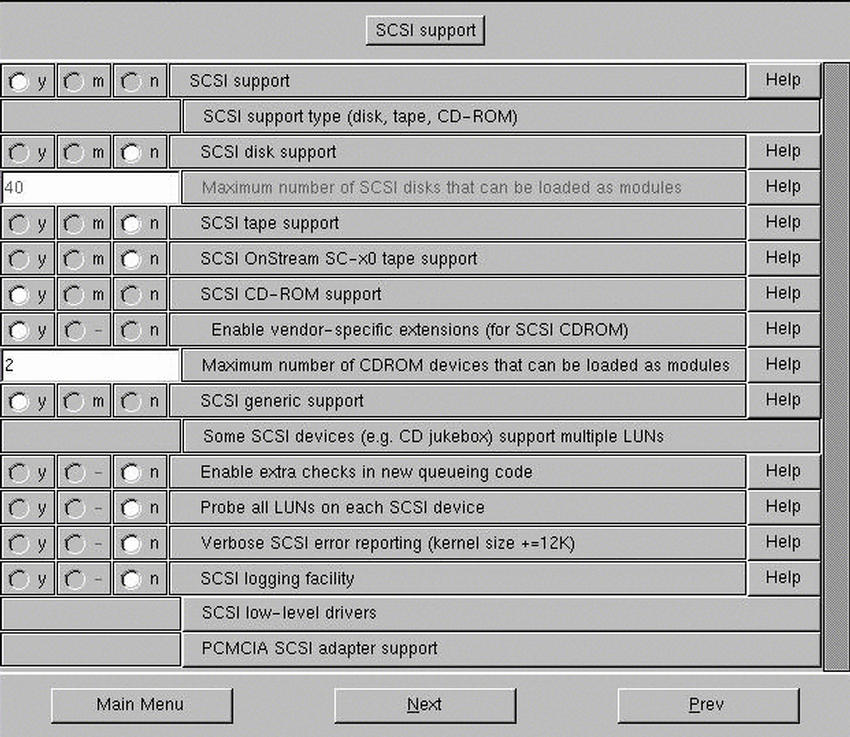 SCSI support
y m n SCSI support Help
SCSI support type (disk, tape, CD-ROM)
y m n SCSI disk support Help
40 Maximum number of SCSI disks that can be loaded as modules Help
y m n SCSI tape support Help
y m n SCSI OnStream SC-x0 tape support Help
y m n SCSI CD-ROM support Help
y - n Enable vendor-specific extensions (for SCSI CDROM) Help
2 Maximum number of CDROM devices that can be loaded as modules Help
y m n SCSI generic support Help
Some SCSI devices (e.g. CD jukebox) support multiple LUNs
y - n Enable extra checks in new queueing code Help
y - n Probe all LUNs on each SCSI device Help
y - n Verbose SCSI error reporting (kernel size +=12K) Help
y - n SCSI logging facility Help
SCSI low-level drivers
PCMCIA SCSI adapter support
Main Menu Next Prev